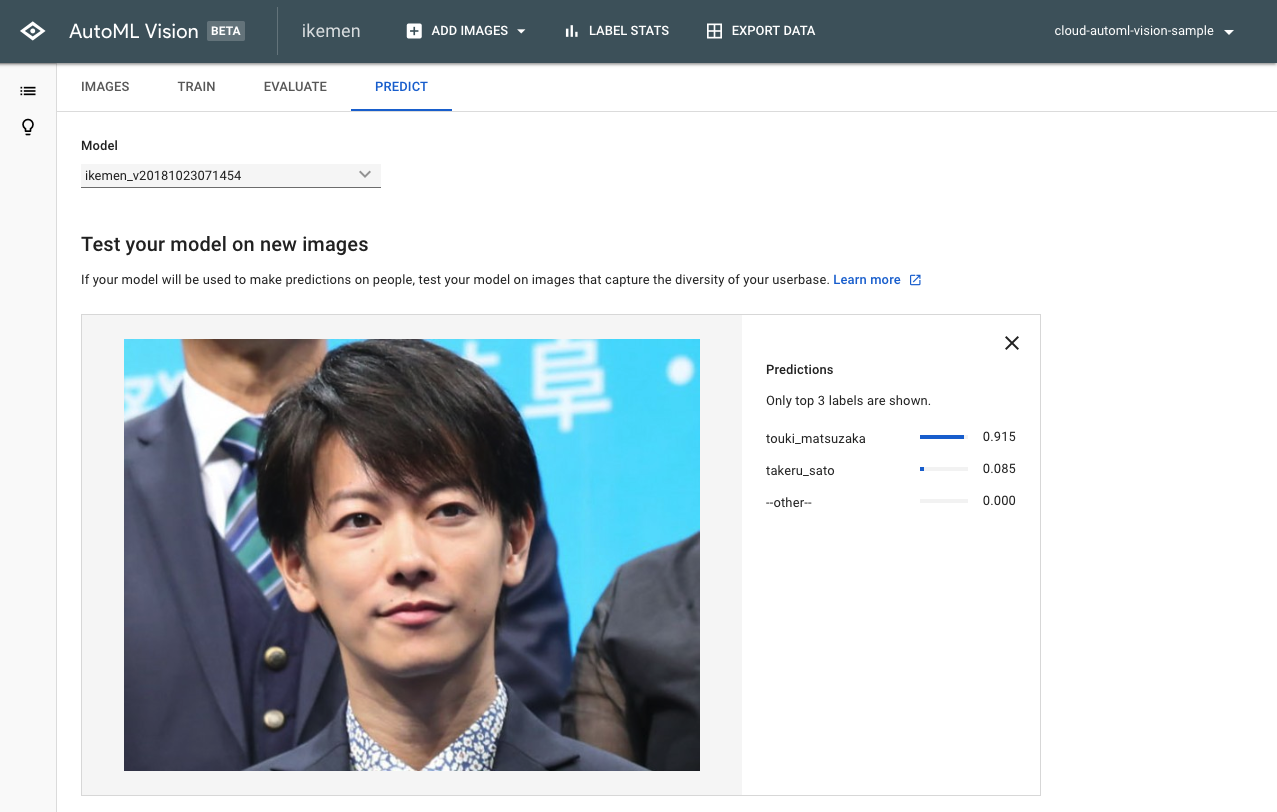 AutoML Vision BETA ikemen ADD IMAGES LABEL STATS EXPORT DATA cloud-automl-vision-sample
IMAGES TRAIN EVALUATE PREDICT
Model
ikemen_v20181023071454
Test your model on new images
If your model will be used to make predictions on people, test your model on images that capture the diversity of your userbase. Learn more
阜
Predictions
Only top 3 labels are shown.
touki_matsuzaka 0.915
takeru_sato 0.085
--other-- 0.000